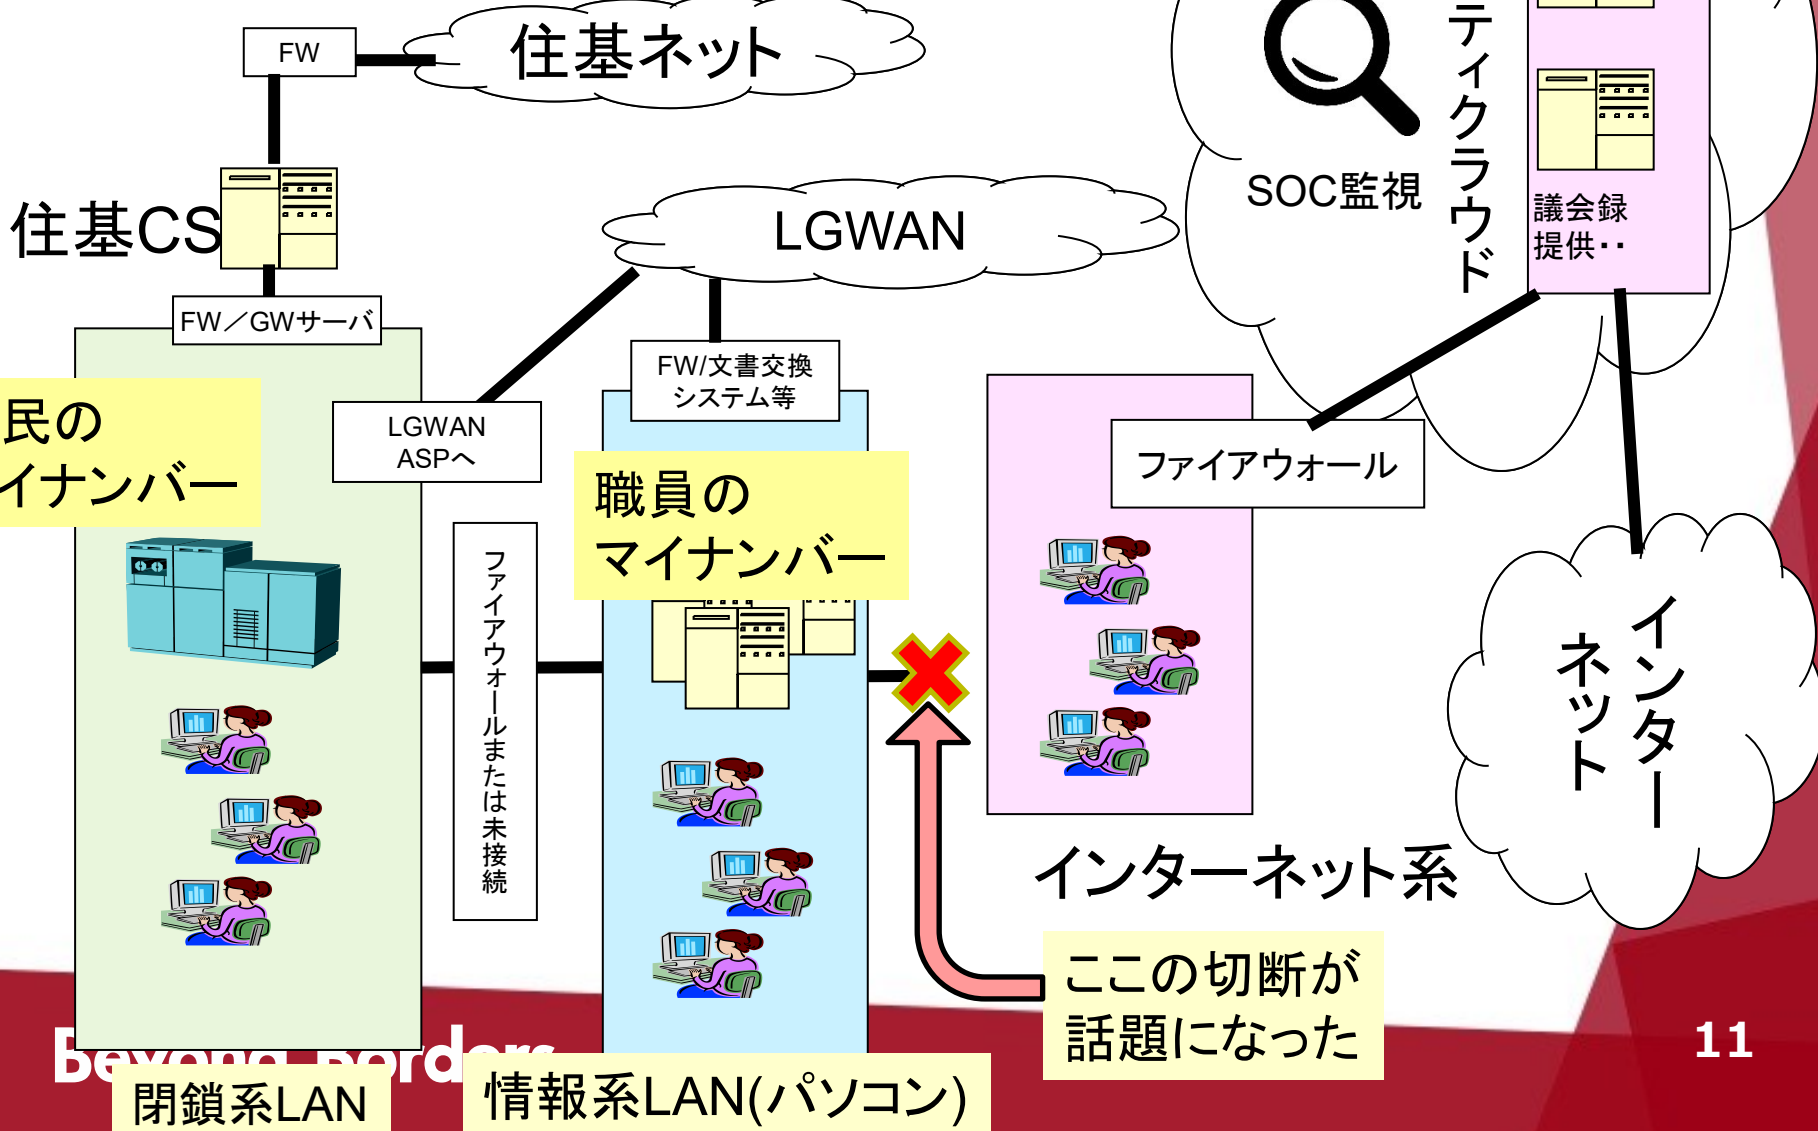 住基ネット
FW
住基CS
LGWAN
FW／GWサーバ
FW/文書交換
システム等
LGWAN
ASPへ
民の
イナンバー
職員の
マイナンバー
ファイアウォールまたは未接続
SOC監視
ティクラウド
議会録
提供‥
ファイアウォール
インター
ネット
インターネット系
ここの切断が
話題になった
閉鎖系LAN
情報系LAN(パソコン)
Beyond Borders
11